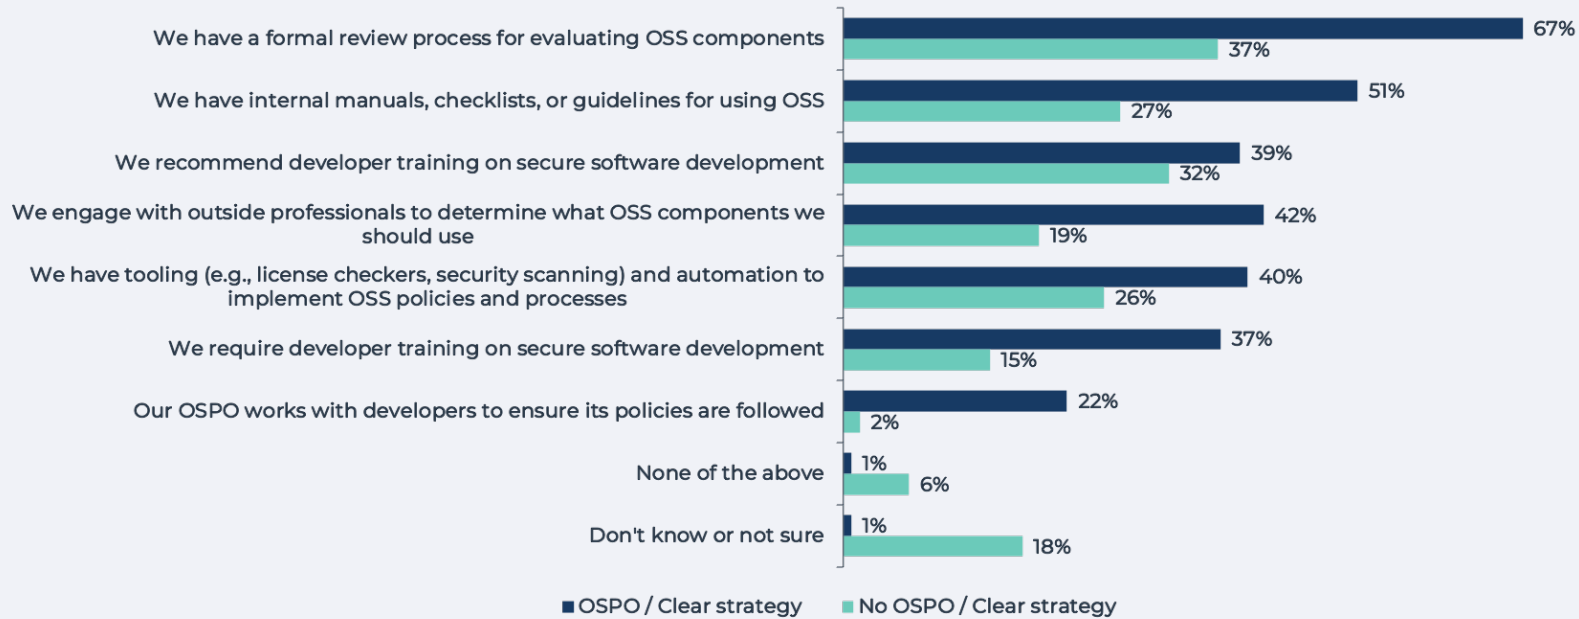 We have a formal review process for evaluating OSS components
67%
37%
We have internal manuals, checklists, or guidelines for using OSS
51%
27%
We recommend developer training on secure software development
39%
32%
We engage with outside professionals to determine what OSS components we
should use
42%
19%
We have tooling (e.g., license checkers, security scanning) and automation to
implement OSS policies and processes
40%
26%
We require developer training on secure software development
37%
15%
Our OSPO works with developers to ensure its policies are followed
22%
2%
None of the above
1%
6%
Don't know or not sure
1%
18%
OSPO / Clear strategy
No OSPO / Clear strategy